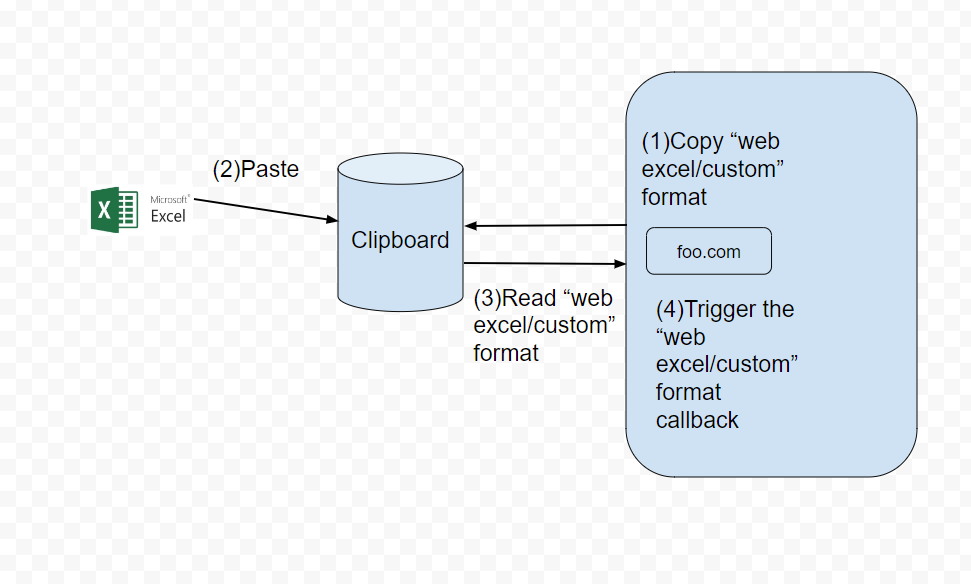 (2)Paste
X
Microsoft®
Excel
Clipboard
(1)Copy “web
excel/custom”
format
foo.com
(3)Read “web
excel/custom”
format
(4)Trigger the
“web
excel/custom”
format
callback